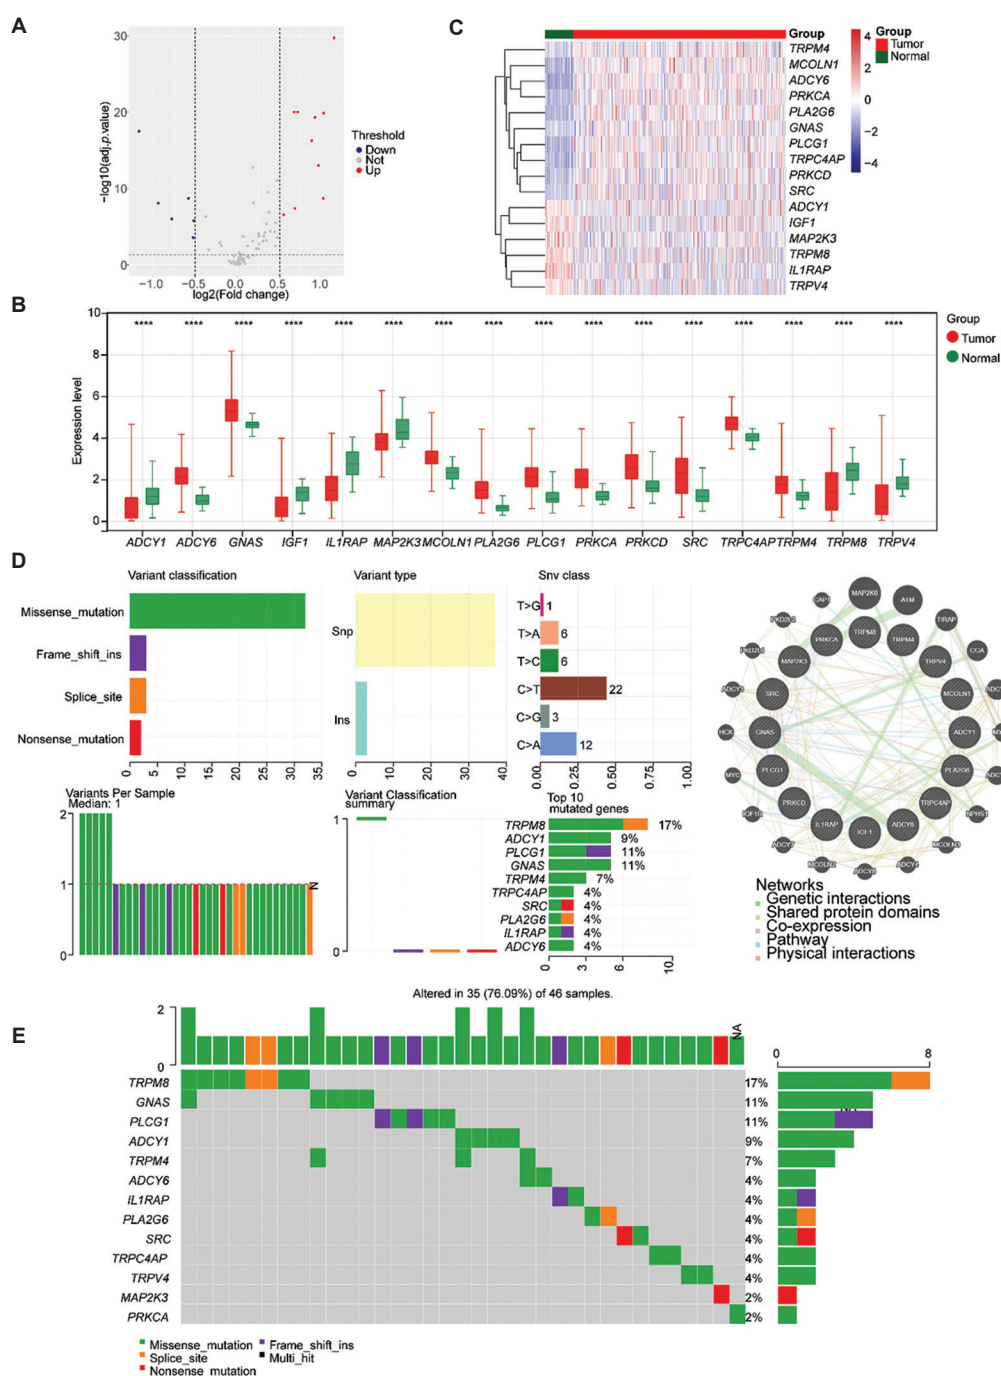 A
30
20
10
0
-log10(adj.p.value)
-1.0 -0.5 0.0 0.5 1.0
log2(Fold change)
Threshold
Down
Not
Up
C
Group
TRPM4
MCOLN1
ADCY6
PRKCA
PLA2G6
GNAS
PLCG1
TRPC4AP
PRKCD
SRC
ADCY1
IGF1
MAP2K3
TRPM8
IL1RAP
TRPV4
4
2
0
-2
-4
Group
Tumor
Normal
B
10
8
6
4
2
0
Expression level
**** **** **** **** **** **** **** **** **** **** **** **** **** **** **** ****
ADCY1 ADCY6 GNAS IGF1 IL1RAP MAP2K3 MCOLN1 PLA2G6 PLCG1 PRKCA PRKCD SRC TRPC4AP TRPM4 TRPM8 TRPV4
Group
Tumor
Normal
D
Variant classification
Missense_mutation
Frame_shift_ins
Splice_site
Nonsense_mutation
0 5 10 15 20 25 30 35
Variant type
Snp
Ins
0 10 20 30 40
Snv class
T>G 1
T>A 6
T>C 6
C>T 22
C>G 3
C>A 12
0.00 0.25 0.50 0.75 1.00
Variants Per Sample
Median: 1
2
1
0
Variant Classification
summary
1
0
Top 10
mutated genes
TRPM8 17%
ADCY1 9%
PLCG1 11%
GNAS 11%
TRPM4 7%
TRPC4AP 4%
SRC 4%
PLA2G6 4%
IL1RAP 4%
ADCY6 4%
0 3 6 10
MAP2K6
ATM
TIRAP
CGA
NPHS1
MCOLN3
ADCY4
ADCY8
MCOLN2
ADCY7
IGF1R
MYC
HCK
CAP1
TRPM8
TRPM4
TRPV4
MCOLN1
ADCY1
PLA2G6
TRPC4AP
ADCY6
IGF1
IL1RAP
PRKCD
PLCG1
GNAS
SRC
MAP2K3
PRKCA
Networks
Genetic interactions
Shared protein domains
Co-expression
Pathway
Physical interactions
E
Altered in 35 (76.09%) of 46 samples.
2
1
0
NA
0 8
TRPM8 17%
GNAS 11%
PLCG1 11%
ADCY1 9%
TRPM4 7%
ADCY6 4%
IL1RAP 4%
PLA2G6 4%
SRC 4%
TRPC4AP 4%
TRPV4 4%
MAP2K3 2%
PRKCA 2%
Missense_mutation
Splice_site
Nonsense_mutation
Frame_shift_ins
Multi_hit